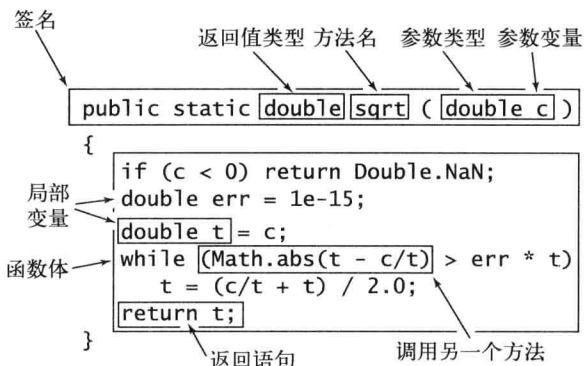 签名
返回值类型 方法名 参数类型 参数变量
public static double sqrt ( double c )
{
if (c < 0) return Double.NaN;
局部
变量
double err = 1e-15;
double t = c;
函数体
while (Math.abs(t - c/t) > err * t)
t = (c/t + t) / 2.0;
return t;
}
返回语句
调用另一个方法